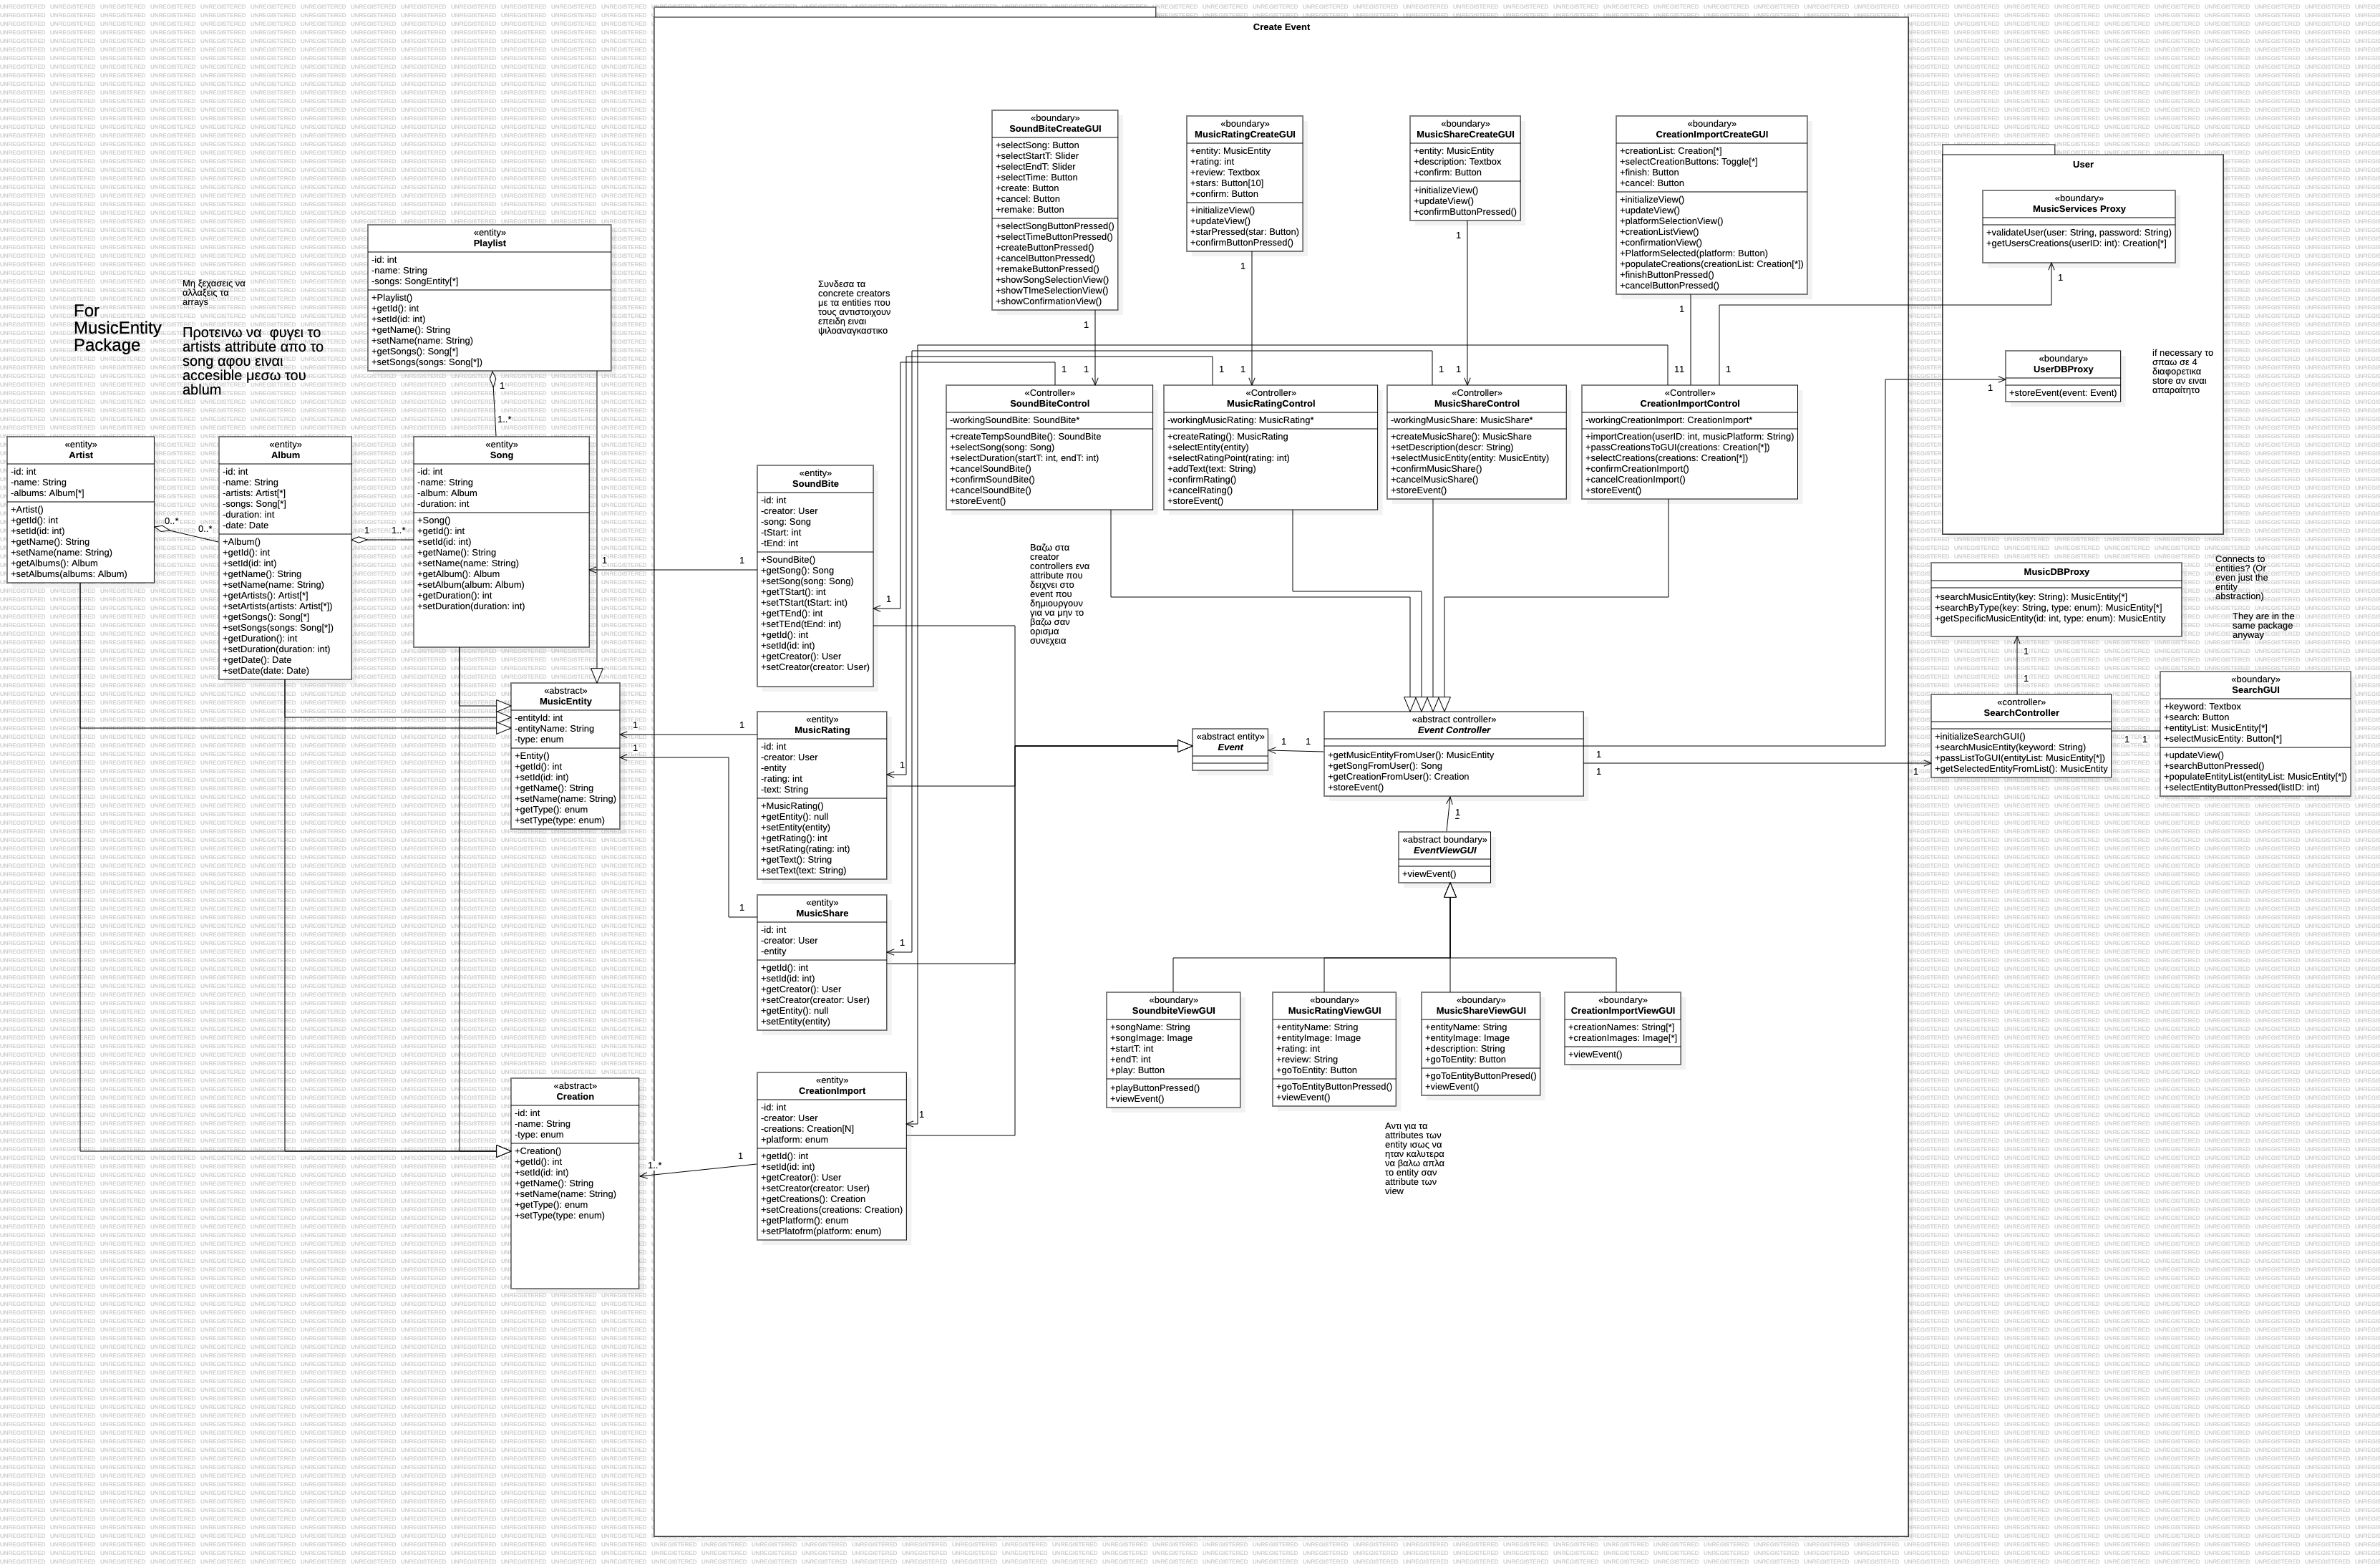 Create Event
«boundary»
SoundBiteCreateGUI
+selectSong: Button
+selectStartT: Slider
+selectEndT: Slider
+selectTime: Button
+create: Button
+cancel: Button
+remake: Button
+selectSongButtonPressed()
+selectTimeButtonPressed()
+createButtonPressed()
+cancelButtonPressed()
+remakeButtonPressed()
+showSongSelectionView()
+showTImeSelectionView()
+showConfirmationView()
«boundary»
MusicRatingCreateGUI
+entity: MusicEntity
+rating: int
+review: Textbox
+stars: Button[10]
+confirm: Button
+initializeView()
+updateView()
+starPressed(star: Button)
+confirmButtonPressed()
«boundary»
MusicShareCreateGUI
+entity: MusicEntity
+description: Textbox
+confirm: Button
+initializeView()
+updateView()
+confirmButtonPressed()
«boundary»
CreationImportCreateGUI
+creationList: Creation[*]
+selectCreationButtons: Toggle[*]
+finish: Button
+cancel: Button
+initializeView()
+updateView()
+platformSelectionView()
+creationListView()
+confirmationView()
+PlatformSelected(platform: Button)
+populateCreations(creationList: Creation[*])
+finishButtonPressed()
+cancelButtonPressed()
User
«boundary»
MusicServices Proxy
+validateUser(user: String, password: String)
+getUsersCreations(userID: int): Creation[*]
1
«boundary»
UserDBProxy
+storeEvent(event: Event)
1
if necessary το
σπαω σε 4
διαφορετικα
store αν ειναι
απαραίτητο
«entity»
Playlist
-id: int
-name: String
-songs: SongEntity[*]
+Playlist()
+getId(): int
+setId(id: int)
+getName(): String
+setName(name: String)
+getSongs(): Song[*]
+setSongs(songs: Song[*])
Μη ξεχασεις να
αλλαξεις τα
arrays
For
MusicEntity
Package
Προτεινω να φυγει το
artists attribute απο το
song αφου ειναι
accesible μεσω του
ablum
1
1..*
Συνδεσα τα
concrete creators
με τα entities που
τους αντιστοιχουν
επειδη ειναι
ψιλοαναγκαστικο
1
1
1
1
1
1
1
1
1
1
11
1
«Controller»
SoundBiteControl
-workingSoundBite: SoundBite*
+createTempSoundBite(): SoundBite
+selectSong(song: Song)
+selectDuration(startT: int, endT: int)
+cancelSoundBite()
+confirmSoundBite()
+cancelSoundBite()
+storeEvent()
«Controller»
MusicRatingControl
-workingMusicRating: MusicRating*
+createRating(): MusicRating
+selectEntity(entity)
+selectRatingPoint(rating: int)
+addText(text: String)
+confirmRating()
+cancelRating()
+storeEvent()
«Controller»
MusicShareControl
-workingMusicShare: MusicShare*
+createMusicShare(): MusicShare
+setDescription(descr: String)
+selectMusicEntity(entity: MusicEntity)
+confirmMusicShare()
+cancelMusicShare()
+storeEvent()
«Controller»
CreationImportControl
-workingCreationImport: CreationImport*
+importCreation(userID: int, musicPlatform: String)
+passCreationsToGUI(creations: Creation[*])
+selectCreations(creations: Creation[*])
+confirmCreationImport()
+cancelCreationImport()
+storeEvent()
«entity»
Artist
-id: int
-name: String
-albums: Album[*]
+Artist()
+getId(): int
+setId(id: int)
+getName(): String
+setName(name: String)
+getAlbums(): Album
+setAlbums(albums: Album)
0..*
0..*
«entity»
Album
-id: int
-name: String
-artists: Artist[*]
-songs: Song[*]
-duration: int
-date: Date
+Album()
+getId(): int
+setId(id: int)
+getName(): String
+setName(name: String)
+getArtists(): Artist[*]
+setArtists(artists: Artist[*])
+getSongs(): Song[*]
+setSongs(songs: Song[*])
+getDuration(): int
+setDuration(duration: int)
+getDate(): Date
+setDate(date: Date)
1
1..*
«entity»
Song
-id: int
-name: String
-album: Album
-duration: int
+Song()
+getId(): int
+setId(id: int)
+getName(): String
+setName(name: String)
+getAlbum(): Album
+setAlbum(album: Album)
+getDuration(): int
+setDuration(duration: int)
1
1
«entity»
SoundBite
-id: int
-creator: User
-song: Song
-tStart: int
-tEnd: int
+SoundBite()
+getSong(): Song
+setSong(song: Song)
+getTStart(): int
+setTStart(tStart: int)
+getTEnd(): int
+setTEnd(tEnd: int)
+getId(): int
+setId(id: int)
+getCreator(): User
+setCreator(creator: User)
1
Βαζω στα
creator
controllers ενα
attribute που
δειχνει στο
event που
δημιουργουν
για να μην το
βαζω σαν
ορισμα
συνεχεια
MusicDBProxy
+searchMusicEntity(key: String): MusicEntity[*]
+searchByType(key: String, type: enum): MusicEntity[*]
+getSpecificMusicEntity(id: int, type: enum): MusicEntity
Connects to
entities? (Or
even just the
entity
abstraction)
They are in the
same package
anyway
1
1
«controller»
SearchController
+initializeSearchGUI()
+searchMusicEntity(keyword: String)
+passListToGUI(entityList: MusicEntity[*])
+getSelectedEntityFromList(): MusicEntity
1
1
«boundary»
SearchGUI
+keyword: Textbox
+search: Button
+entityList: MusicEntity[*]
+selectMusicEntity: Button[*]
+updateView()
+searchButtonPressed()
+populateEntityList(entityList: MusicEntity[*])
+selectEntityButtonPressed(listID: int)
«abstract»
MusicEntity
-entityId: int
-entityName: String
-type: enum
+Entity()
+getId(): int
+setId(id: int)
+getName(): String
+setName(name: String)
+getType(): enum
+setType(type: enum)
1
1
1
«entity»
MusicRating
-id: int
-creator: User
-entity
-rating: int
-text: String
+MusicRating()
+getEntity(): null
+setEntity(entity)
+getRating(): int
+setRating(rating: int)
+getText(): String
+setText(text: String)
1
«abstract entity»
Event
1
1
«abstract controller»
Event Controller
+getMusicEntityFromUser(): MusicEntity
+getSongFromUser(): Song
+getCreationFromUser(): Creation
+storeEvent()
1
1
1
1
«abstract boundary»
EventViewGUI
+viewEvent()
1
«entity»
MusicShare
-id: int
-creator: User
-entity
+getId(): int
+setId(id: int)
+getCreator(): User
+setCreator(creator: User)
+getEntity(): null
+setEntity(entity)
1
«boundary»
SoundbiteViewGUI
+songName: String
+songImage: Image
+startT: int
+endT: int
+play: Button
+playButtonPressed()
+viewEvent()
«boundary»
MusicRatingViewGUI
+entityName: String
+entityImage: Image
+rating: int
+review: String
+goToEntity: Button
+goToEntityButtonPressed()
+viewEvent()
«boundary»
MusicShareViewGUI
+entityName: String
+entityImage: Image
+description: String
+goToEntity: Button
+goToEntityButtonPresed()
+viewEvent()
«boundary»
CreationImportViewGUI
+creationNames: String[*]
+creationImages: Image[*]
+viewEvent()
«abstract»
Creation
-id: int
-name: String
-type: enum
+Creation()
+getId(): int
+setId(id: int)
+getName(): String
+setName(name: String)
+getType(): enum
+setType(type: enum)
1..*
1
«entity»
CreationImport
-id: int
-creator: User
-creations: Creation[N]
+platform: enum
+getId(): int
+setId(id: int)
+getCreator(): User
+setCreator(creator: User)
+getCreations(): Creation
+setCreations(creations: Creation)
+getPlatform(): enum
+setPlatofrm(platform: enum)
1
Αντι για τα
attributes των
entity ισως να
ηταν καλυτερα
να βαλω απλα
το entity σαν
attribute των
view
UNREGISTERED